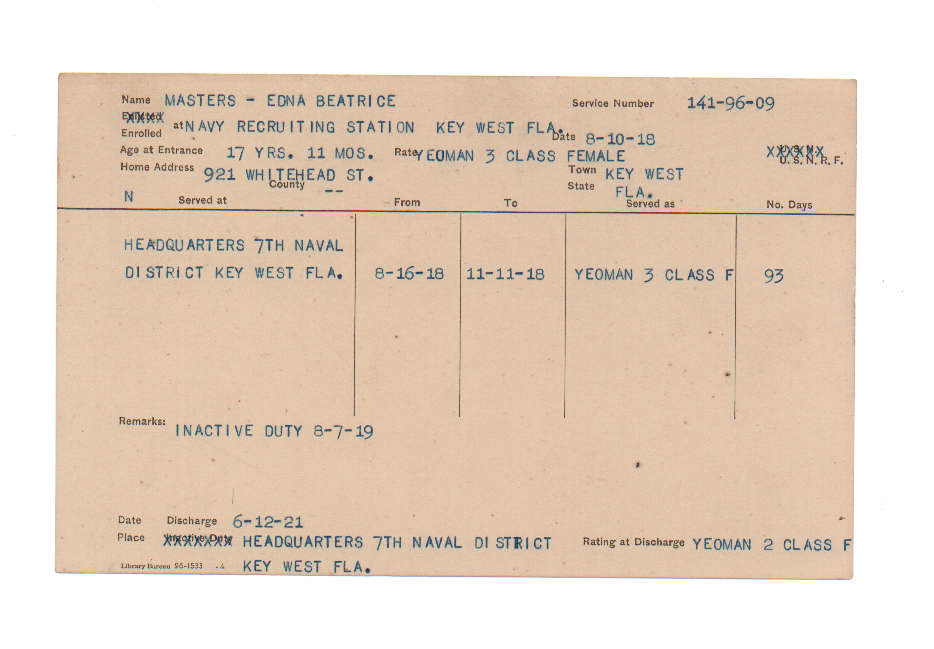 Name MASTERS - EDNA BEATRICE Service Number 141-96-09
Enlisted
Enrolled at NAVY RECRUITING STATION KEY WEST FLA. Date 8-10-18
Age at Entrance 17 YRS. 11 MOS. Rate YEOMAN 3 CLASS FEMALE U.S.N. U.S.N.R.F.
Home Address 921 WHITEHEAD ST. Town KEY WEST
County -- State FLA.
N Served at From To Served as No. Days
HEADQUARTERS 7TH NAVAL
DISTRICT KEY WEST FLA. 8-16-18 11-11-18 YEOMAN 3 CLASS F 93
Remarks: INACTIVE DUTY 8-7-19
Date Discharge 6-12-21
Place Inactive Duty HEADQUARTERS 7TH NAVAL DISTRICT Rating at Discharge YEOMAN 2 CLASS F
Library Bureau 96-1533 KEY WEST FLA.